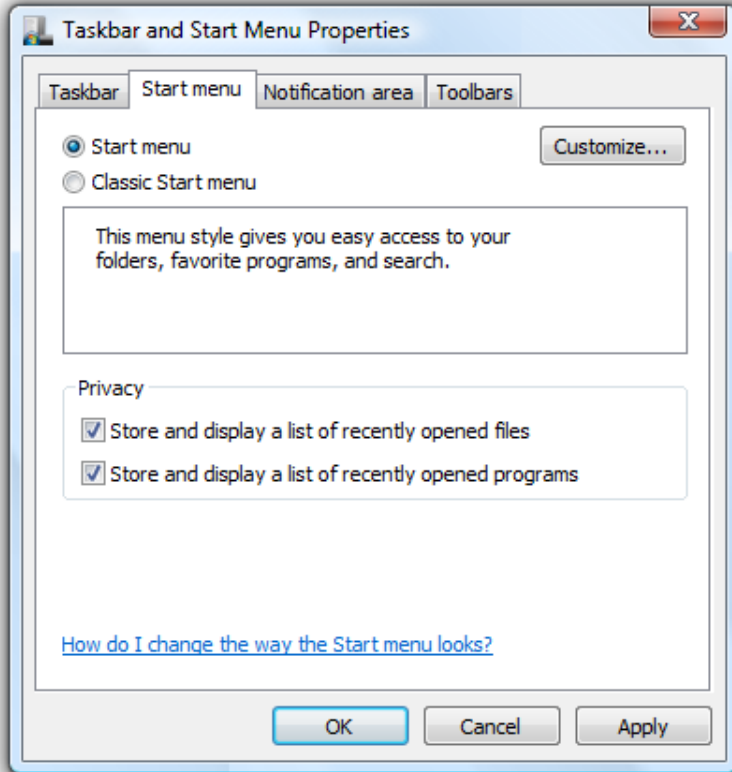 Taskbar and Start Menu Properties
Taskbar
Start menu
Notification area
Toolbars
Start menu
Customize...
Classic Start menu
This menu style gives you easy access to your
folders, favorite programs, and search.
Privacy
Store and display a list of recently opened files
Store and display a list of recently opened programs
How do I change the way the Start menu looks?
OK
Cancel
Apply